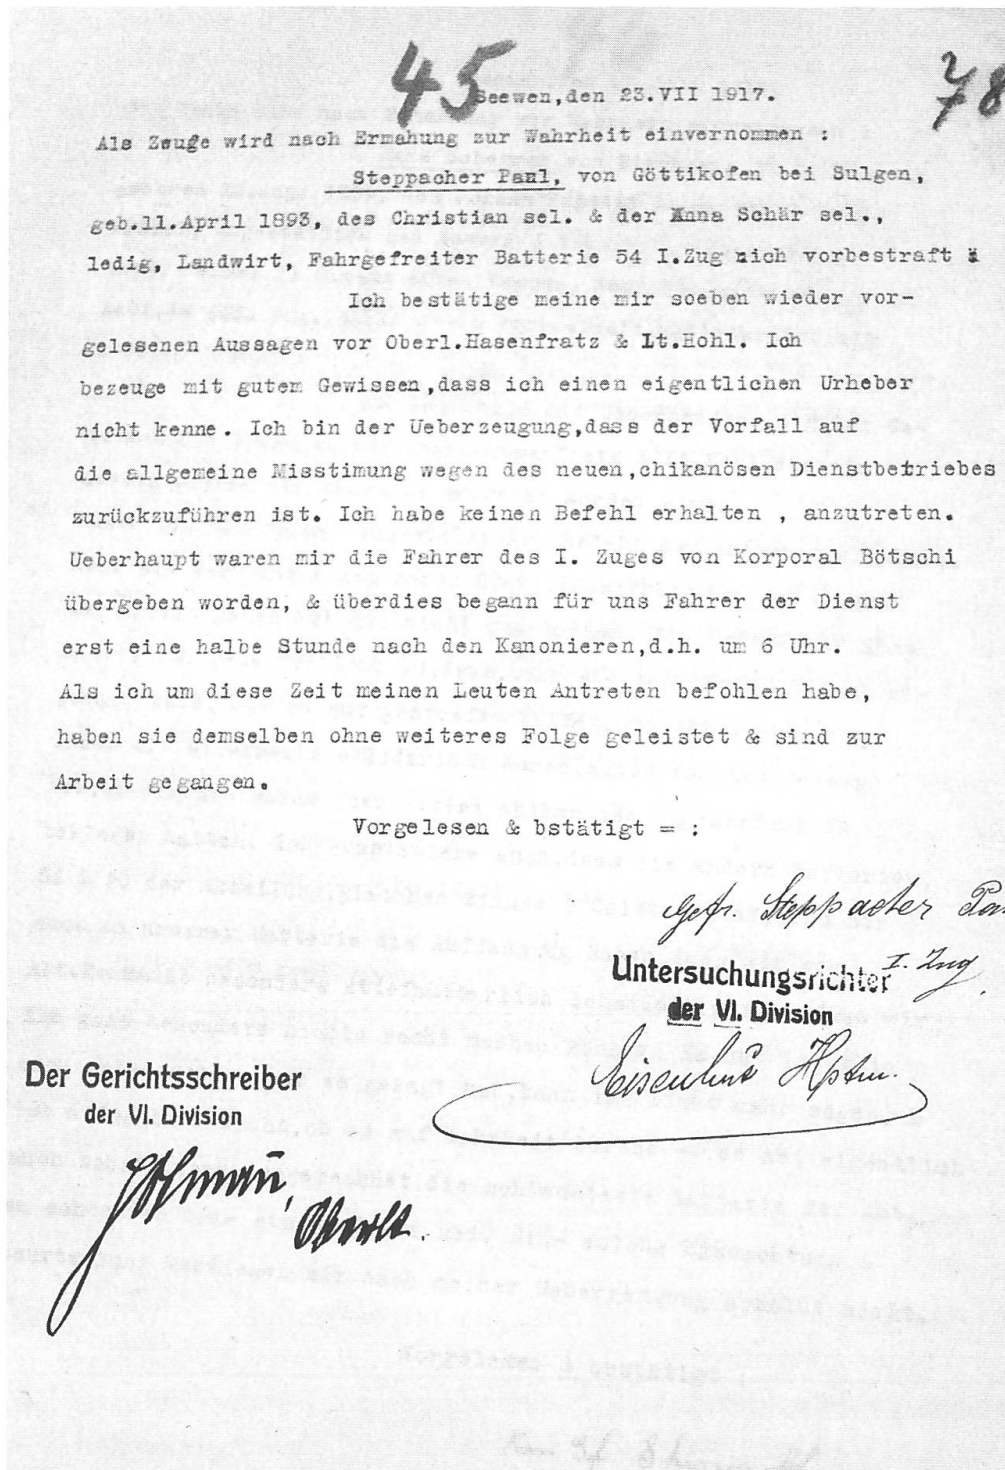 45
78
Seewen,den 23.VII 1917.
Als Zeuge wird nach Ermahung zur Wahrheit einvernommen :
Steppacher Paul, von Göttikofen bei Sulgen,
geb.11.April 1893, des Christian sel. & der Anna Schär sel.,
ledig, Landwirt, Fahrgefreiter Batterie 54 I.Zug nich vorbestraft :
Ich bestätige meine mir soeben wieder vor-
gelesenen Aussagen vor Oberl.Hasenfratz & Lt.Hohl. Ich
bezeuge mit gutem Gewissen,dass ich einen eigentlichen Urheber
nicht kenne. Ich bin der Ueberzeugung,dass der Vorfall auf
die allgemeine Misstimung wegen des neuen,chikanösen Dienstbetriebes
zurückzuführen ist. Ich habe keinen Befehl erhalten , anzutreten.
Ueberhaupt waren mir die Fahrer des I. Zuges von Korporal Bötschi
übergeben worden, & überdies begann für uns Fahrer der Dienst
erst eine halbe Stunde nach den Kanonieren,d.h. um 6 Uhr.
Als ich um diese Zeit meinen Leuten Antreten befohlen habe,
haben sie demselben ohne weiteres Folge geleistet & sind zur
Arbeit gegangen.
Vorgelesen & bstätigt = :
Gefr. Steppacher Pa
I. Zug
Untersuchungsrichter
der VI. Division
Eisenhut Hptm.
Der Gerichtsschreiber
der VI. Division
Oberlt.